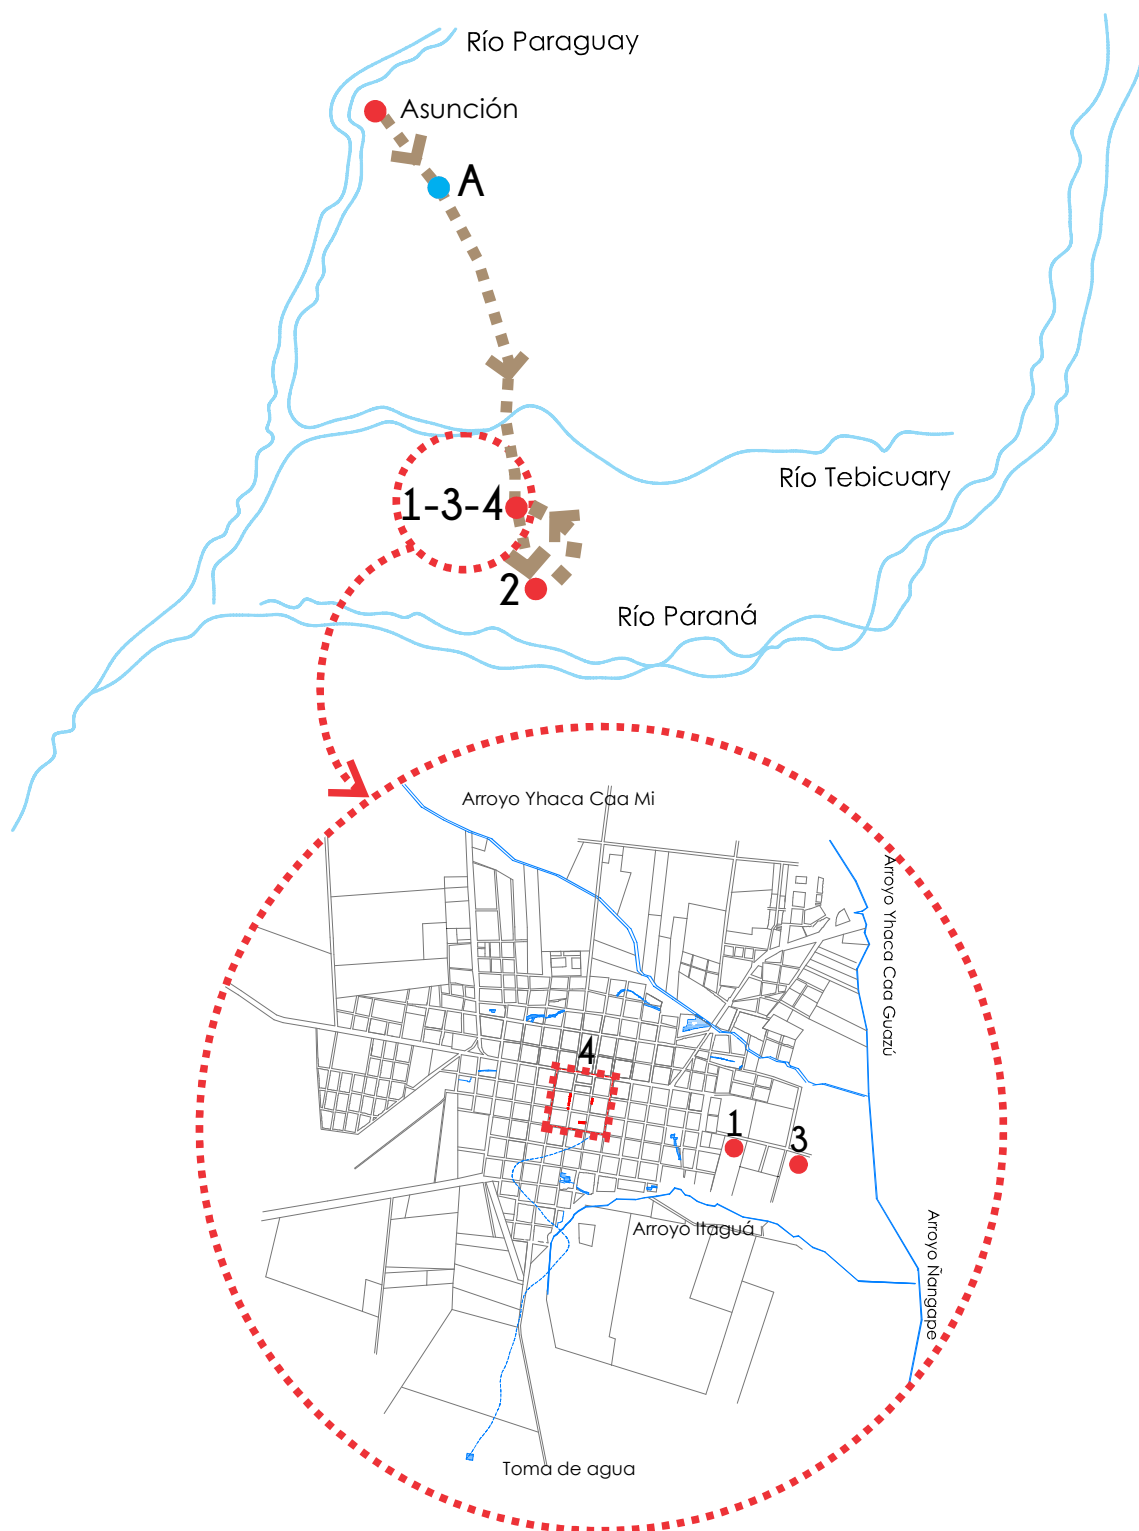 Río Paraguay
Asunción
A
Río Tebicuary
1-3-4
2
Río Paraná
Arroyo Yhaca Caa Mi
Arroyo Yhaca Caa Guazú
4
1
3
Arroyo Itaguá
Arroyo Ñangape
Toma de agua